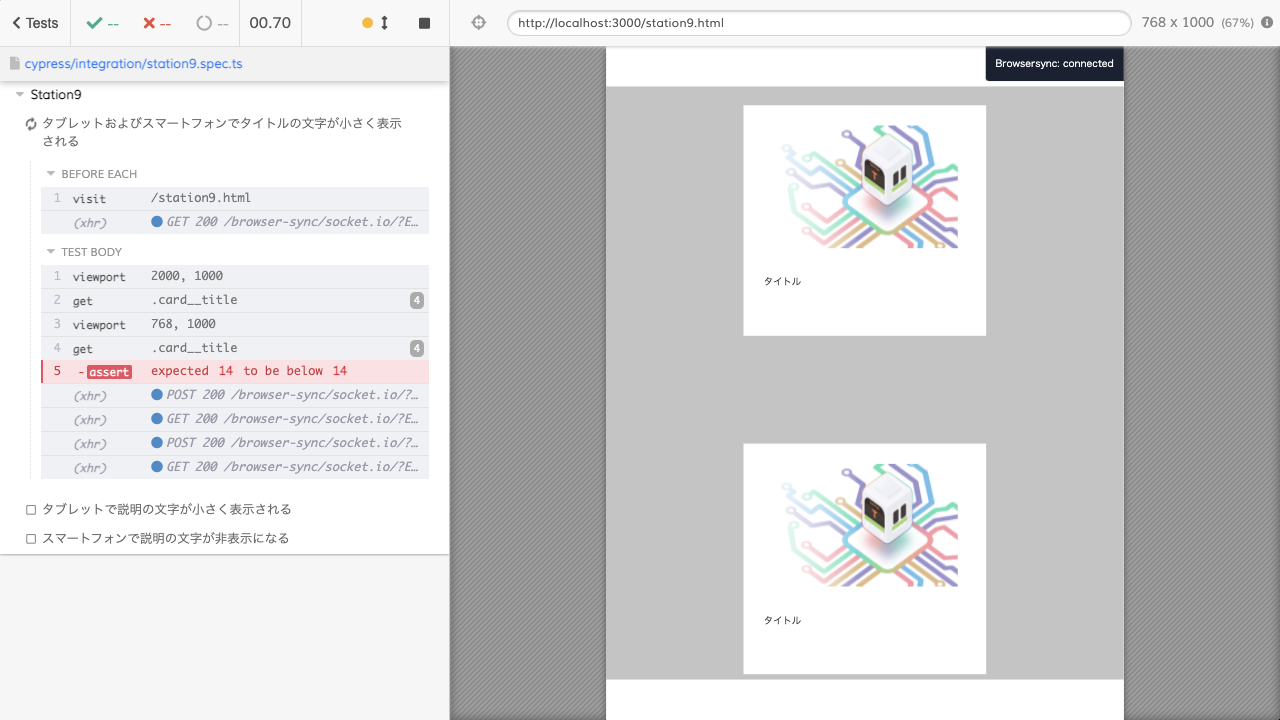 Tests
--
--
--
00.70
http://localhost:3000/station9.html
768 x 1000 (67%)
cypress/integration/station9.spec.ts
Station9
タブレットおよびスマートフォンでタイトルの文字が小さく表示
される
BEFORE EACH
1 visit /station9.html
(xhr) GET 200 /browser-sync/socket.io/?E…
TEST BODY
1 viewport 2000, 1000
2 get .card__title 4
3 viewport 768, 1000
4 get .card__title 4
5 -assert expected 14 to be below 14
(xhr) POST 200 /browser-sync/socket.io/?…
(xhr) GET 200 /browser-sync/socket.io/?E…
(xhr) POST 200 /browser-sync/socket.io/?…
(xhr) GET 200 /browser-sync/socket.io/?E…
タブレットで説明の文字が小さく表示される
スマートフォンで説明の文字が非表示になる
Browsersync: connected
タイトル
タイトル